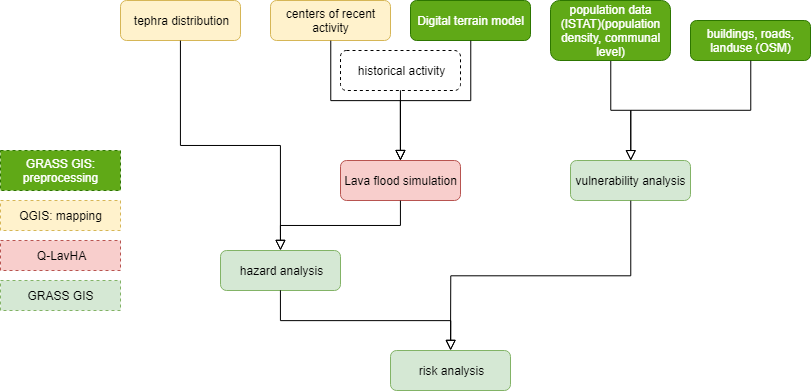 tephra distribution
centers of recent
activity
Digital terrain model
population data
(ISTAT)(population
density, communal
level)
buildings, roads,
landuse (OSM)
historical activity
GRASS GIS:
preprocessing
QGIS: mapping
Q-LavHA
GRASS GIS
Lava flood simulation
vulnerability analysis
hazard analysis
risk analysis